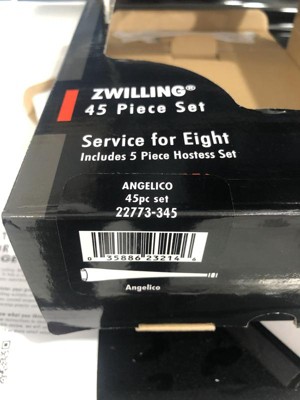 ZWILLING®
45 Piece Set
Service for Eight
Includes 5 Piece Hostess Set
ANGELICO
45pc set
22773-345
0 35886 23214 8
Angelico